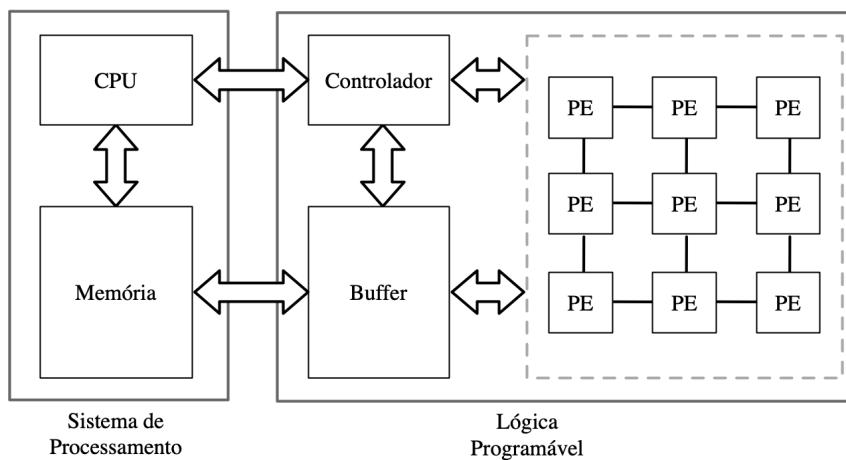 CPU
Controlador
PE PE PE
PE PE PE
Memória
Buffer
PE PE PE
Sistema de
Processamento
Lógica
Programável